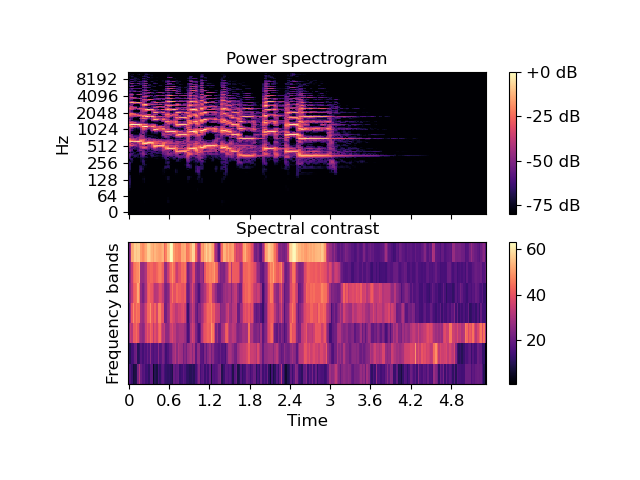 Power spectrogram
8192
4096
2048
1024
512
256
128
64
0
Hz
+0 dB
-25 dB
-50 dB
-75 dB
Spectral contrast
Frequency bands
60
40
20
0 0.6 1.2 1.8 2.4 3 3.6 4.2 4.8
Time